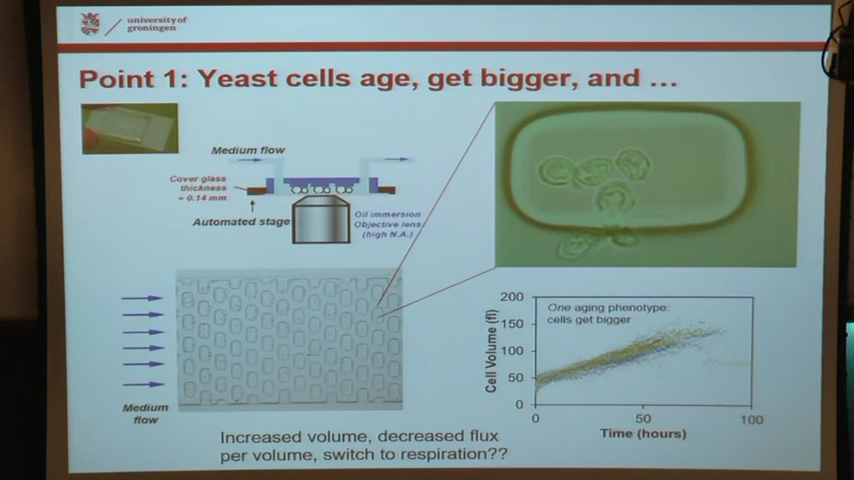 university of
groningen
Point 1: Yeast cells age, get bigger, and …
Medium flow
Cover glass
thickness
= 0.14 mm
Automated stage
Oil immersion
Objective lens
(high N.A.)
Medium
flow
200
150
100
50
0
Cell Volume (fl)
One aging phenotype:
cells get bigger
0
50
100
Time (hours)
Increased volume, decreased flux
per volume, switch to respiration??